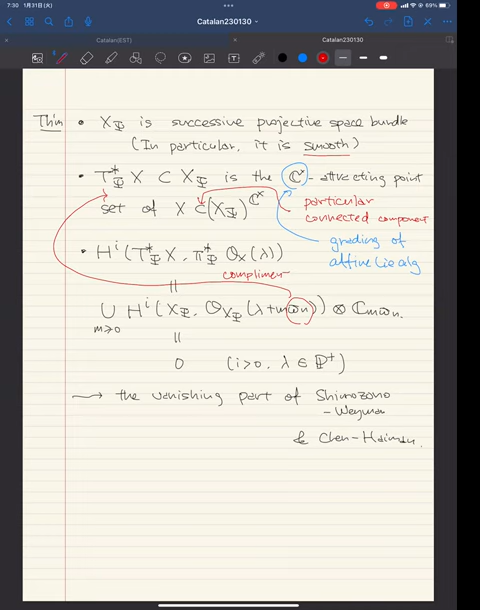 7:30 1月31日(火)
69%
Catalan230130
Catalan(EST)
Catalan230130
Thm • X_Ψ is successive projective space bundle
(In particular, it is smooth)
• T*_Ψ X ⊂ X_Ψ is the ℂ^× - attracting point
set of X ⊂ (X_Ψ)^{ℂ^×}
particular
connected component
grading of
affine Lie alg
• H^i(T*_Ψ X, π*_Ψ O_X(λ))
complimen
||
∪_{m≥0} H^i(X_Ψ, O_{X_Ψ}(λ+mϖ_n)) ⊗ ℂ_{mϖ_n}.
||
0 (i>0, λ ∈ ℙ^+)
⟶ the vanishing part of Shimozono
- Weyman
& Chen-Haiman.